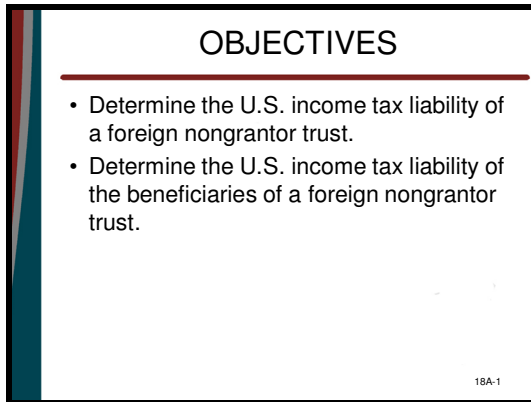 OBJECTIVES
• Determine the U.S. income tax liability of
a foreign nongrantor trust.
• Determine the U.S. income tax liability of
the beneficiaries of a foreign nongrantor
trust.
18A-1